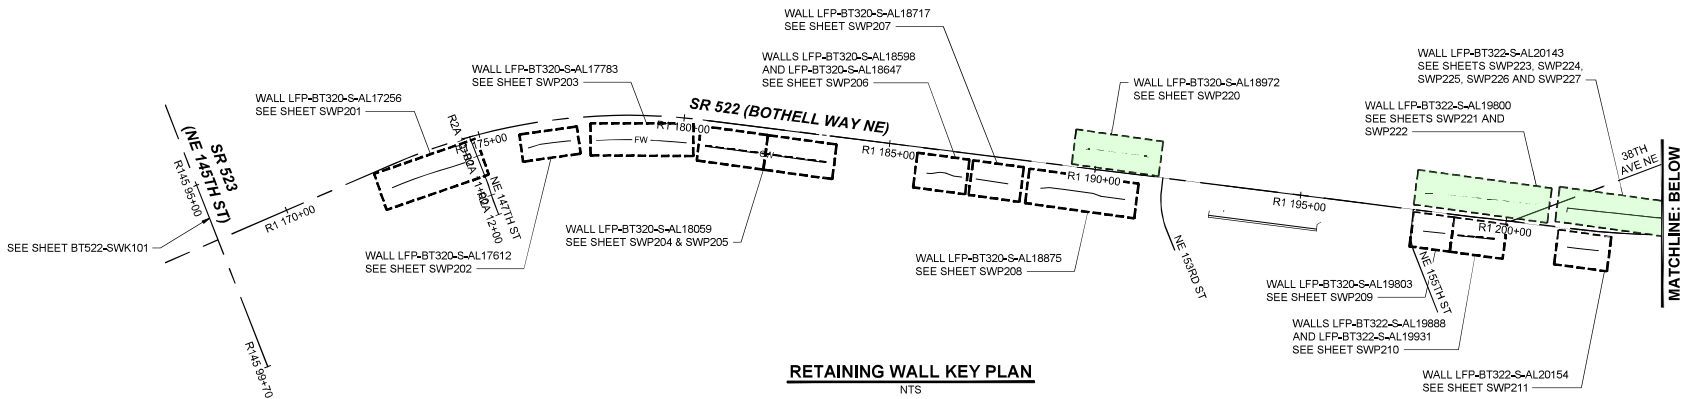 WALL LFP-BT320-S-AL18717
SEE SHEET SWP207
WALLS LFP-BT320-S-AL18598
AND LFP-BT320-S-AL18647
SEE SHEET SWP206
WALL LFP-BT322-S-AL20143
SEE SHEETS SWP223, SWP224,
SWP225, SWP226 AND SWP227
WALL LFP-BT320-S-AL17783
SEE SHEET SWP203
WALL LFP-BT320-S-AL18972
SEE SHEET SWP220
WALL LFP-BT320-S-AL17256
SEE SHEET SWP201
WALL LFP-BT322-S-AL19800
SEE SHEETS SWP221 AND
SWP222
SR 522 (BOTHELL WAY NE)
SR 523
(NE 145TH ST)
R145 95+00
R1 170+00
R1 180+00
R1 185+00
R1 190+00
R1 195+00
R1 200+00
FW
NE 147TH ST
R2A 12+00
38TH
AVE NE
MATCHLINE: BELOW
SEE SHEET BT522-SWK101
WALL LFP-BT320-S-AL17612
SEE SHEET SWP202
WALL LFP-BT320-S-AL18059
SEE SHEET SWP204 & SWP205
WALL LFP-BT320-S-AL18875
SEE SHEET SWP208
NE 153RD ST
NE 155TH ST
WALL LFP-BT320-S-AL19803
SEE SHEET SWP209
WALLS LFP-BT322-S-AL19888
AND LFP-BT322-S-AL19931
SEE SHEET SWP210
WALL LFP-BT322-S-AL20154
SEE SHEET SWP211
R145 99+70
RETAINING WALL KEY PLAN
NTS